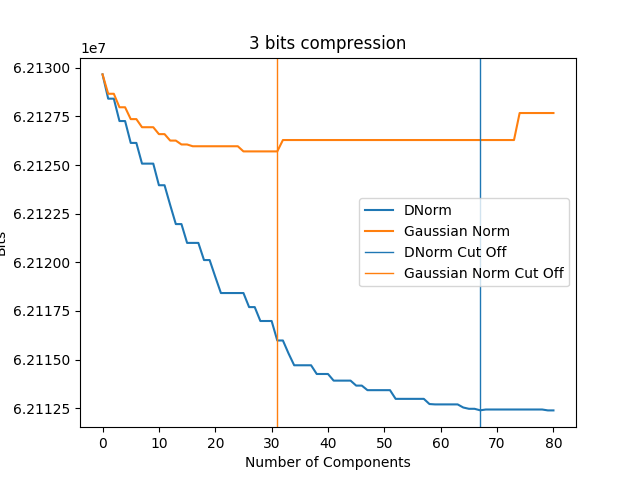 3 bits compression
1e7
6.21300
6.21275
6.21250
6.21225
6.21200
6.21175
6.21150
6.21125
Bits
DNorm
Gaussian Norm
DNorm Cut Off
Gaussian Norm Cut Off
0 10 20 30 40 50 60 70 80
Number of Components